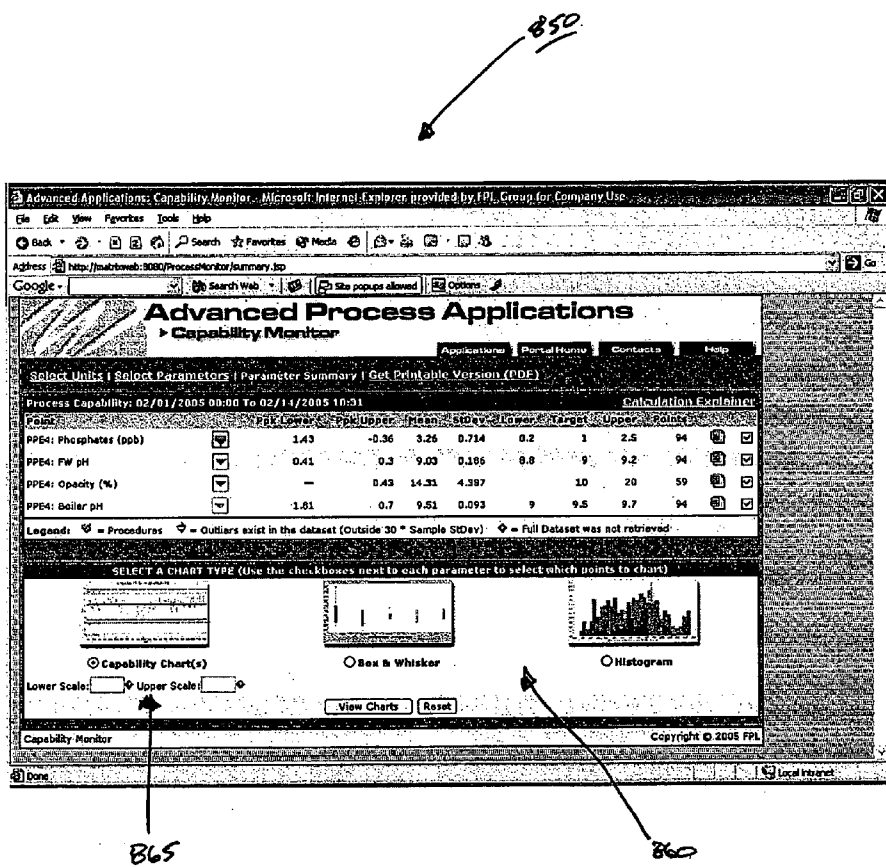 850
Advanced Applications: Capability Monitor - Microsoft Internet Explorer provided by FPL Group for Company Use
File Edit View Favorites Tools Help
Back Search Favorites Media
Address http://matrixweb:9080/ProcessMonitor/summary.jsp Go
Google Search Web Site popups allowed Options
Advanced Process Applications
Capability Monitor
Applications Portal Home Contacts Help
Select Units | Select Parameters | Parameter Summary | Get Printable Version (PDF)
Process Capability: 02/01/2005 00:00 To 02/14/2005 10:31 Calculation Explainer
Point Ppk Lower Ppk Upper Mean StDev Lower Target Upper Points
PPE4: Phosphates (ppb) 1.43 -0.36 3.26 0.714 0.2 1 2.5 94
PPE4: FW pH 0.41 0.3 9.03 0.186 8.8 9 9.2 94
PPE4: Opacity (%) — 0.43 14.31 4.387 10 20 59
PPE4: Boiler pH 1.81 0.7 9.51 0.093 9 9.5 9.7 94
Legend: = Procedures = Outliers exist in the dataset (Outside 30 * Sample StDev) = Full Dataset was not retrieved
SELECT A CHART TYPE (Use the checkboxes next to each parameter to select which points to chart)
Capability Chart(s) Box & Whisker Histogram
Lower Scale: Upper Scale:
View Charts Reset
Capability Monitor Copyright © 2005 FPL
Done Local intranet
865 860